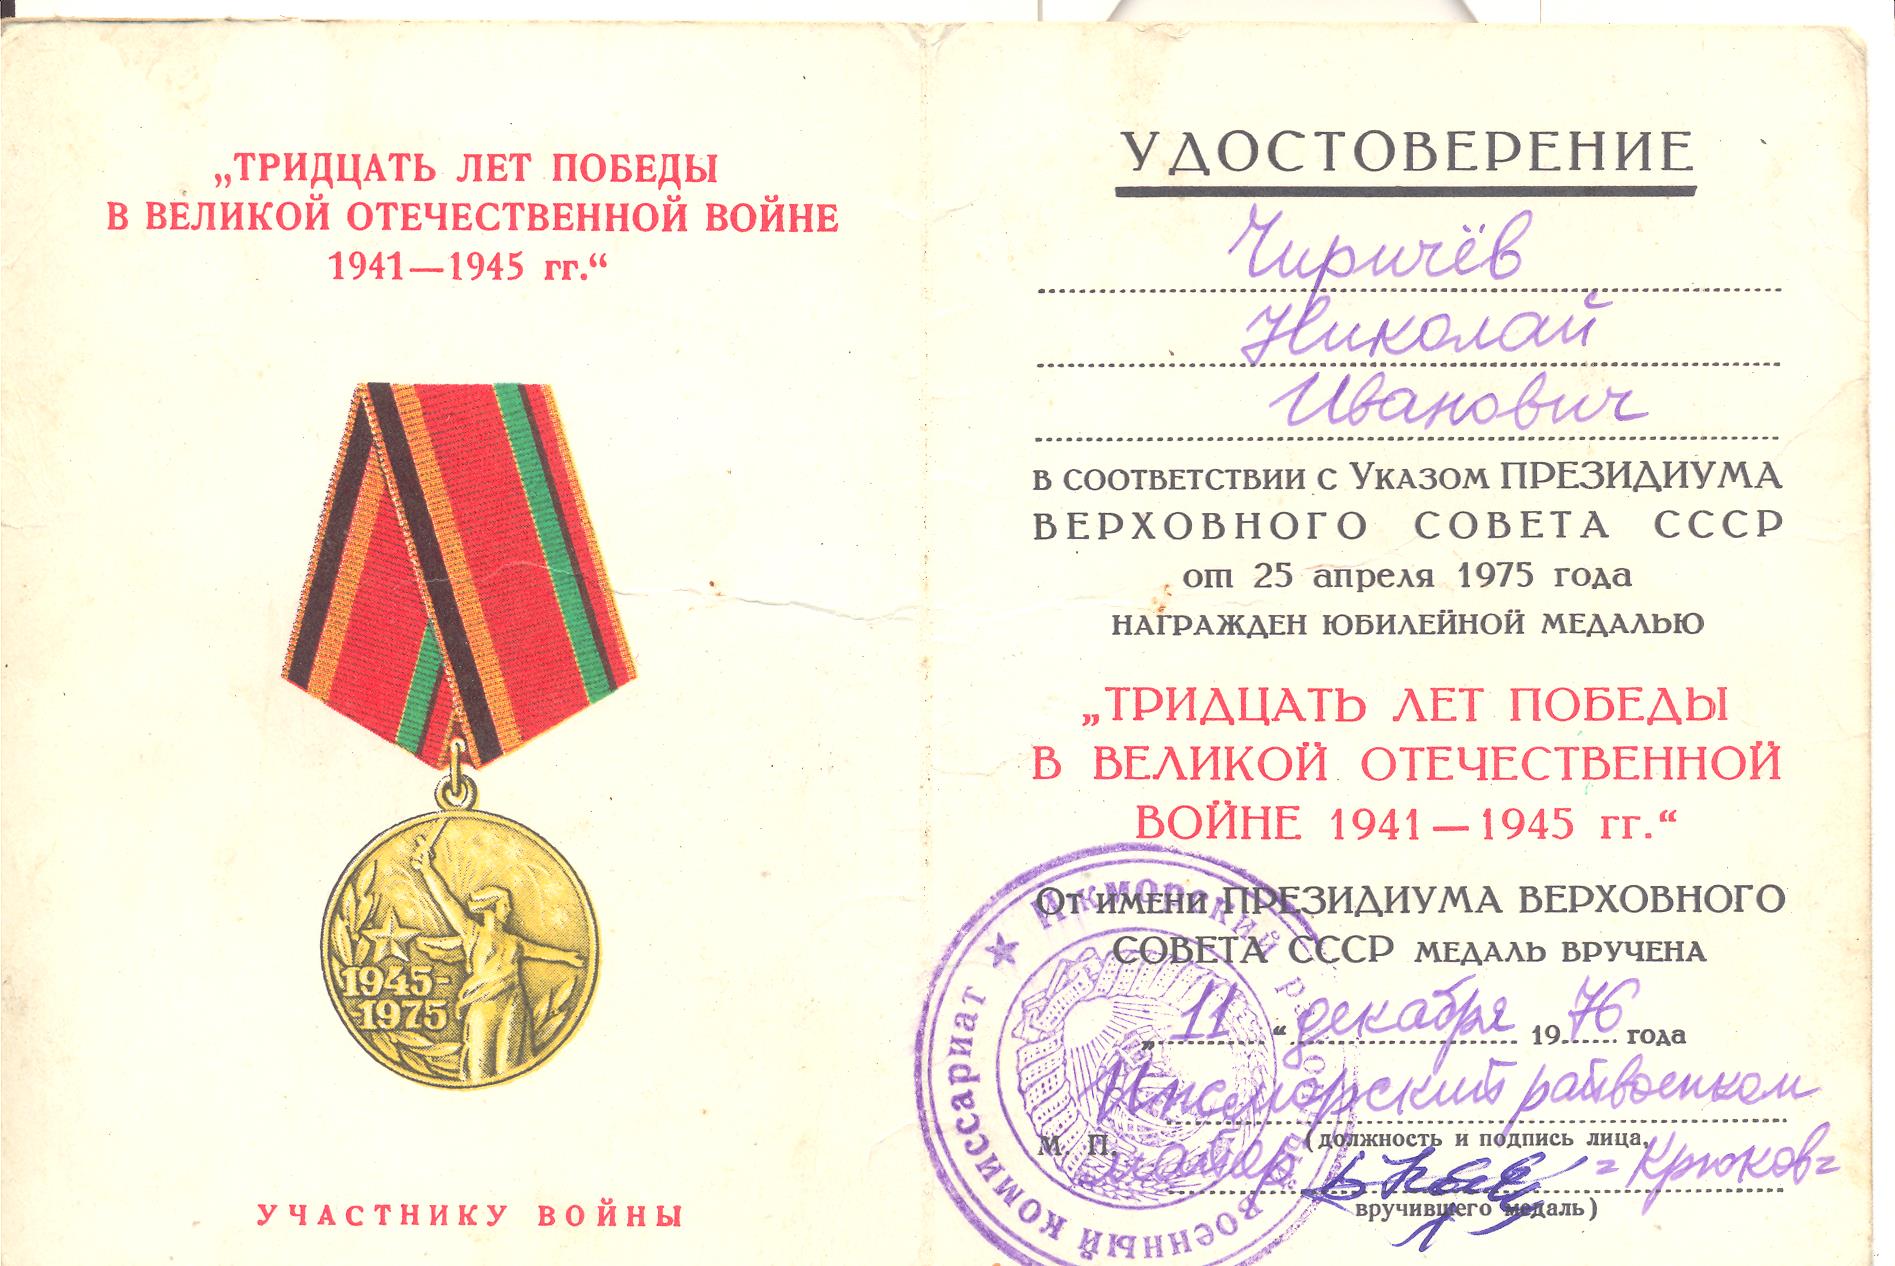 „ТРИДЦАТЬ ЛЕТ ПОБЕДЫ
В ВЕЛИКОЙ ОТЕЧЕСТВЕННОЙ ВОЙНЕ
1941—1945 гг.“
1945-
1975
УЧАСТНИКУ ВОЙНЫ
УДОСТОВЕРЕНИЕ
Чиричёв
Николай
Иванович
В СООТВЕТСТВИИ С УКАЗОМ ПРЕЗИДИУМА
ВЕРХОВНОГО СОВЕТА СССР
от 25 апреля 1975 года
НАГРАЖДЕН ЮБИЛЕЙНОЙ МЕДАЛЬЮ
„ТРИДЦАТЬ ЛЕТ ПОБЕДЫ
В ВЕЛИКОЙ ОТЕЧЕСТВЕННОЙ
ВОЙНЕ 1941—1945 гг.“
ОТ ИМЕНИ ПРЕЗИДИУМА ВЕРХОВНОГО
СОВЕТА СССР МЕДАЛЬ ВРУЧЕНА
„11“ декабря 1976 года
райвоенком
М. П. (должность и подпись лица,
майор =Крюков=
вручившего медаль)
военный комиссариат